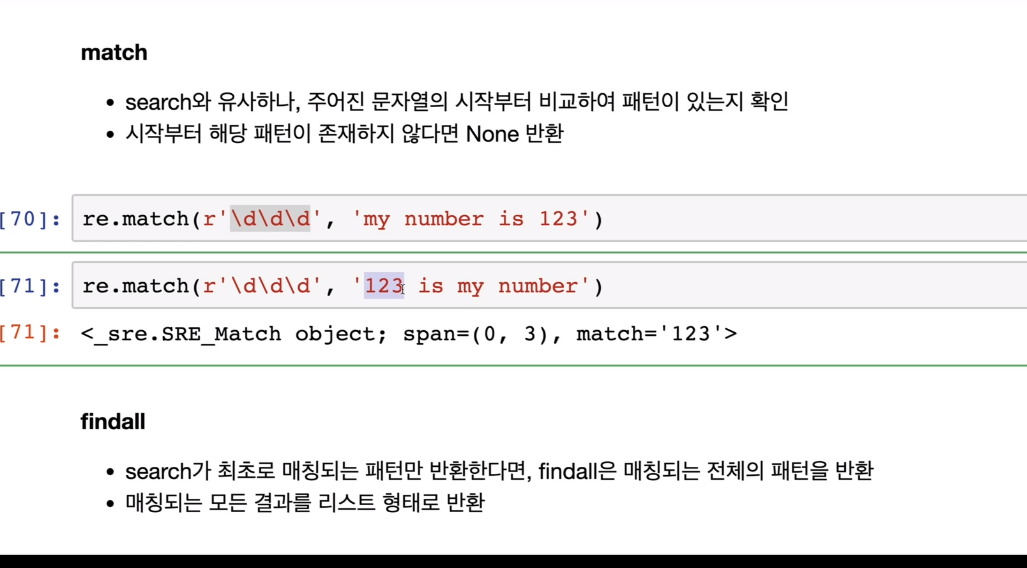 match
• search와 유사하나, 주어진 문자열의 시작부터 비교하여 패턴이 있는지 확인
• 시작부터 해당 패턴이 존재하지 않다면 None 반환
[70]: re.match(r'\d\d\d', 'my number is 123')
[71]: re.match(r'\d\d\d', '123 is my number')
[71]: <_sre.SRE_Match object; span=(0, 3), match='123'>
findall
• search가 최초로 매칭되는 패턴만 반환한다면, findall은 매칭되는 전체의 패턴을 반환
• 매칭되는 모든 결과를 리스트 형태로 반환